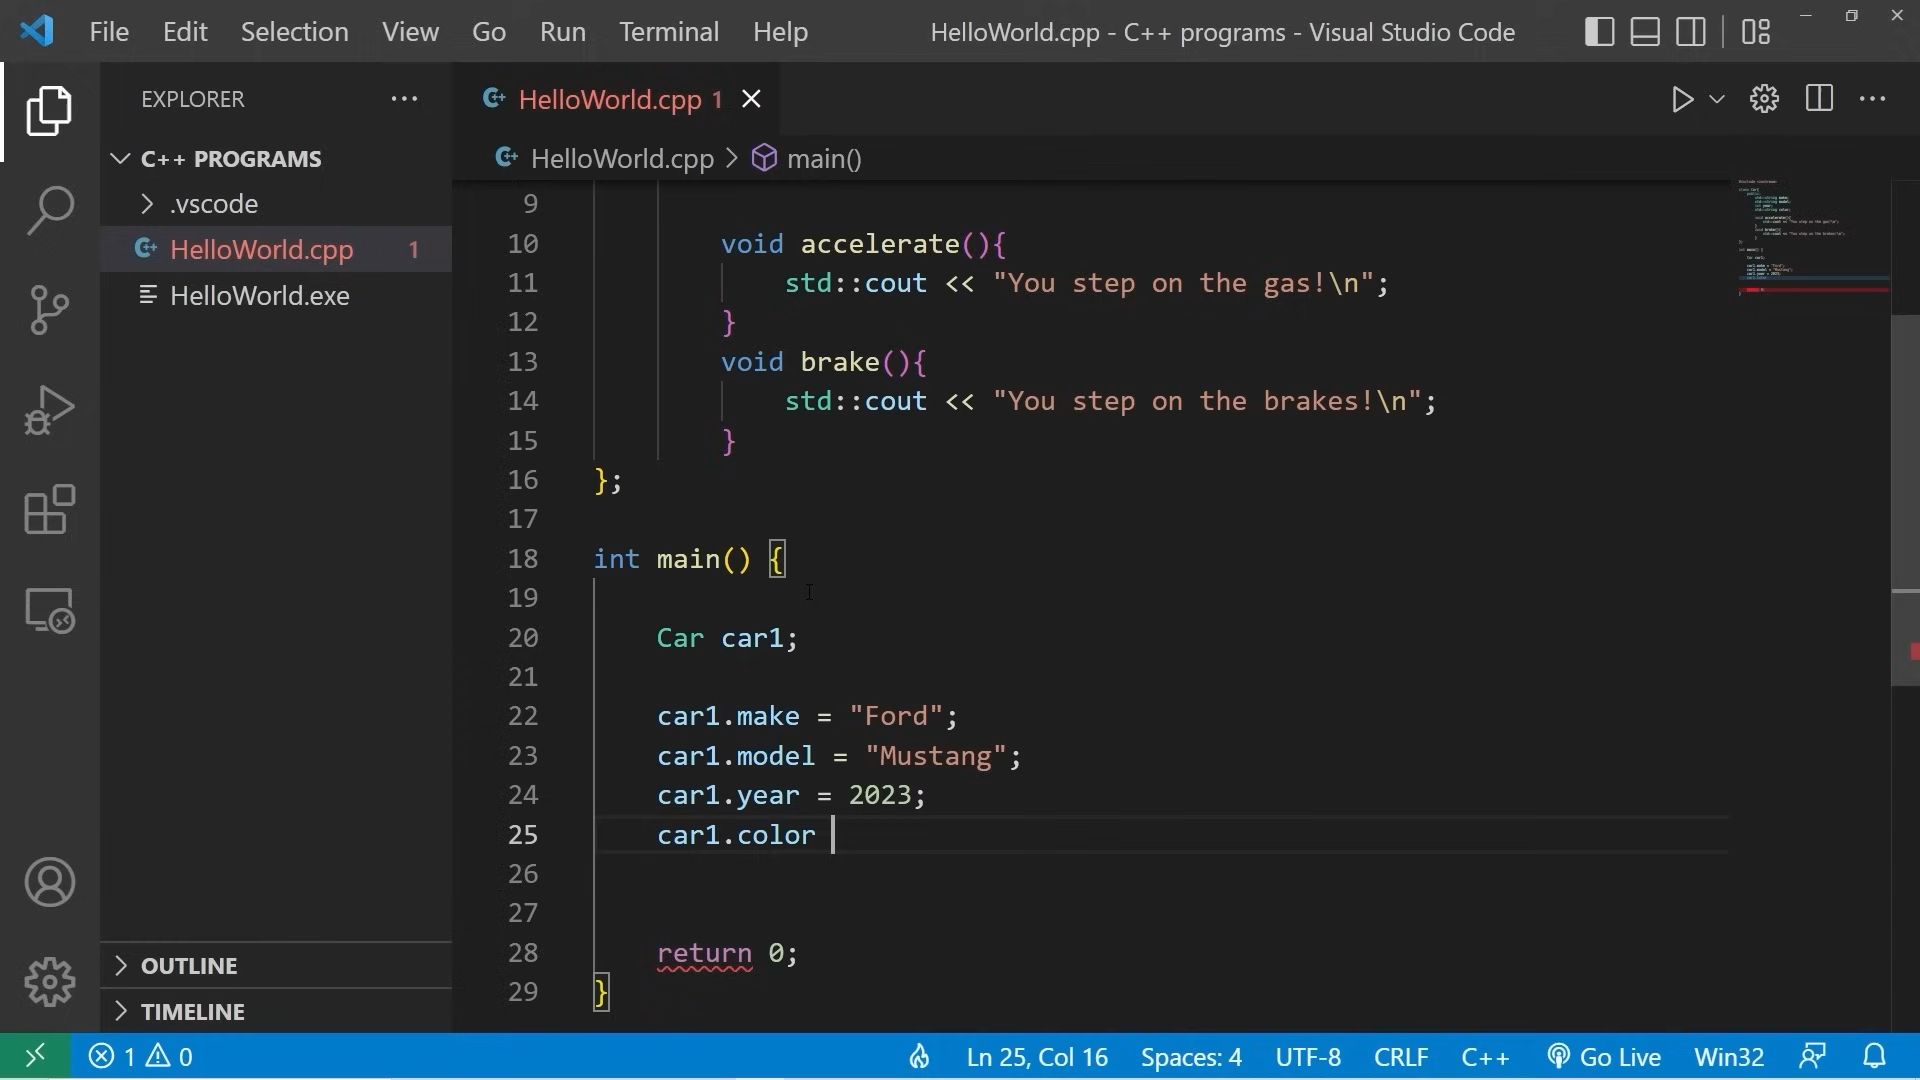 File Edit Selection View Go Run Terminal Help HelloWorld.cpp - C++ programs - Visual Studio Code
EXPLORER
C++ PROGRAMS
.vscode
HelloWorld.cpp 1
HelloWorld.exe
OUTLINE
TIMELINE
HelloWorld.cpp 1
HelloWorld.cpp > main()
9
10 void accelerate(){
11 std::cout << "You step on the gas!\n";
12 }
13 void brake(){
14 std::cout << "You step on the brakes!\n";
15 }
16 };
17
18 int main() {
19
20 Car car1;
21
22 car1.make = "Ford";
23 car1.model = "Mustang";
24 car1.year = 2023;
25 car1.color
26
27
28 return 0;
29 }
1 0 Ln 25, Col 16 Spaces: 4 UTF-8 CRLF C++ Go Live Win32